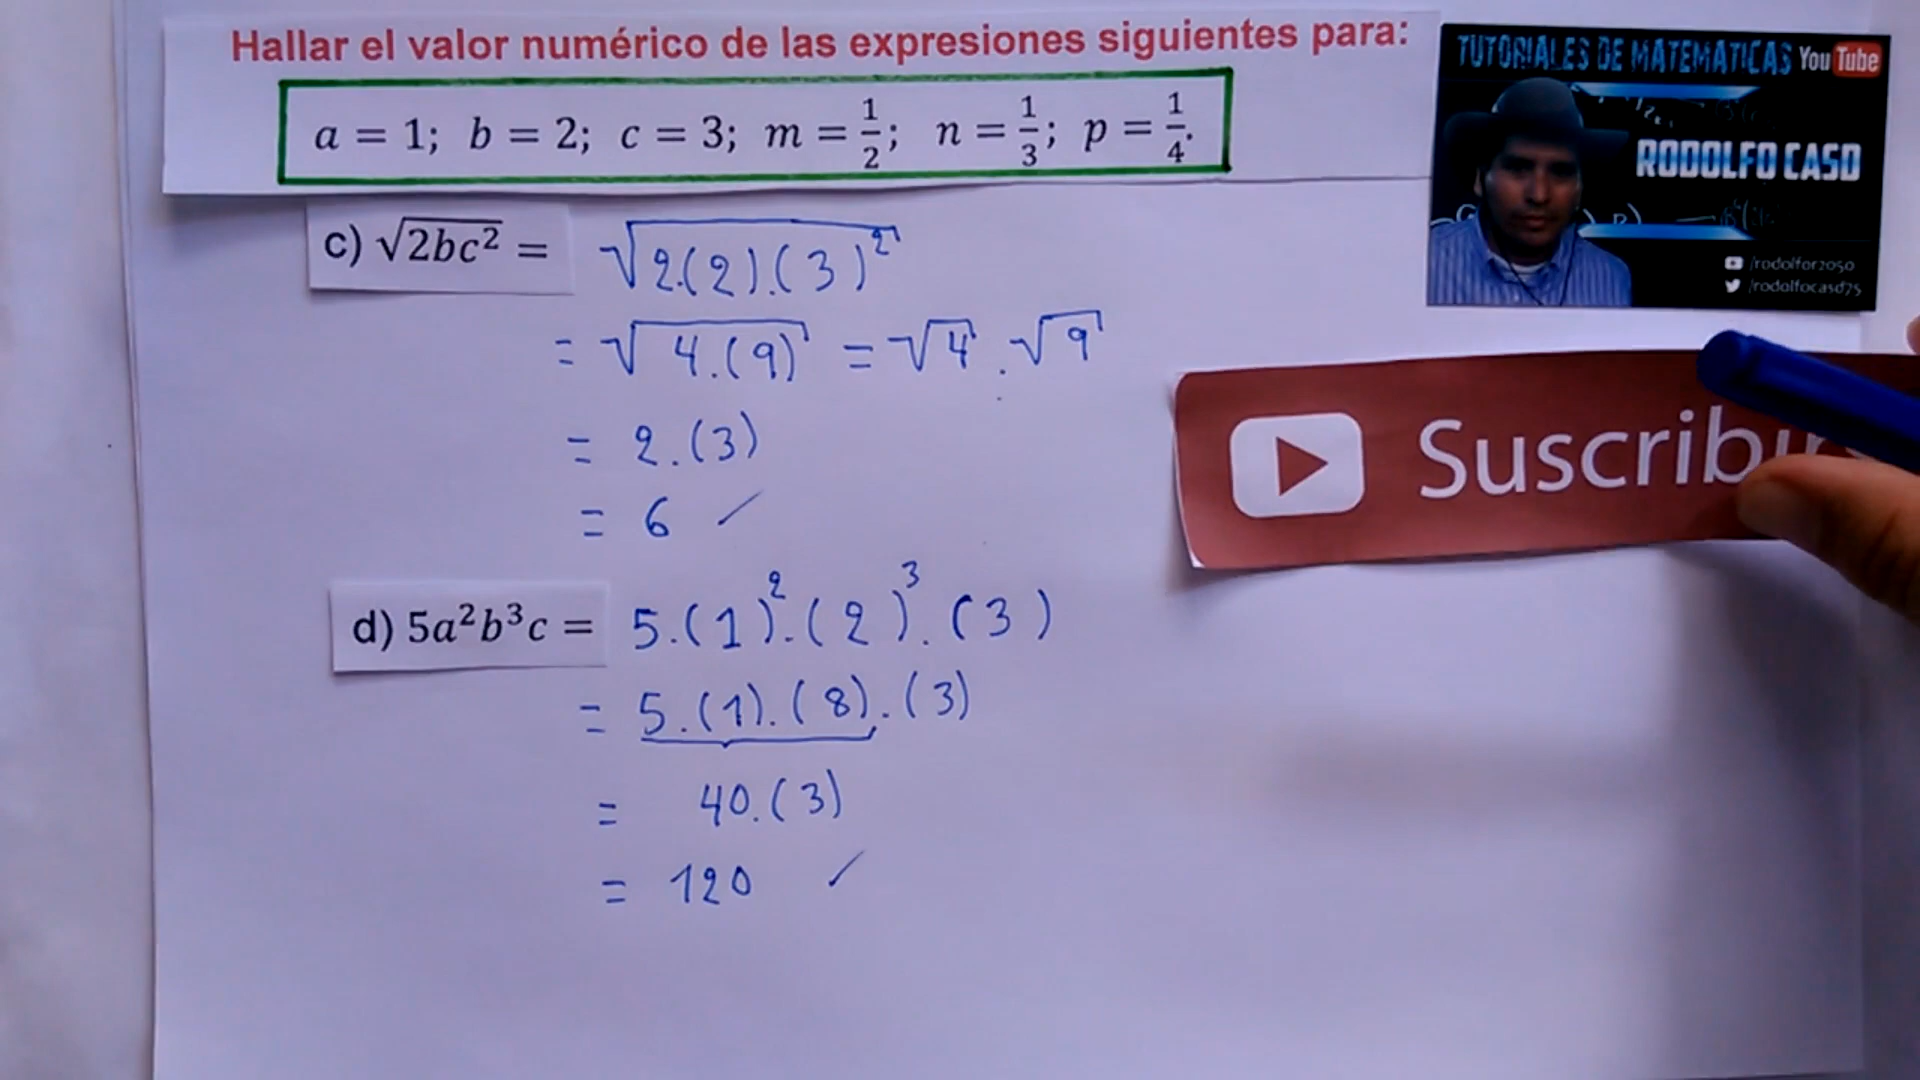 Hallar el valor numérico de las expresiones siguientes para:
a = 1; b = 2; c = 3; m = 1/2; n = 1/3; p = 1/4.
TUTORIALES DE MATEMATICAS YouTube
RODOLFO CASD
/rodolfor2050
/rodolfocasd75
c) √2bc² = √2.(2).(3)²
= √4.(9) = √4 . √9
= 2.(3)
= 6 ✓
Suscrib
d) 5a²b³c = 5.(1)².(2)³.(3)
= 5.(1).(8).(3)
= 40.(3)
= 120 ✓